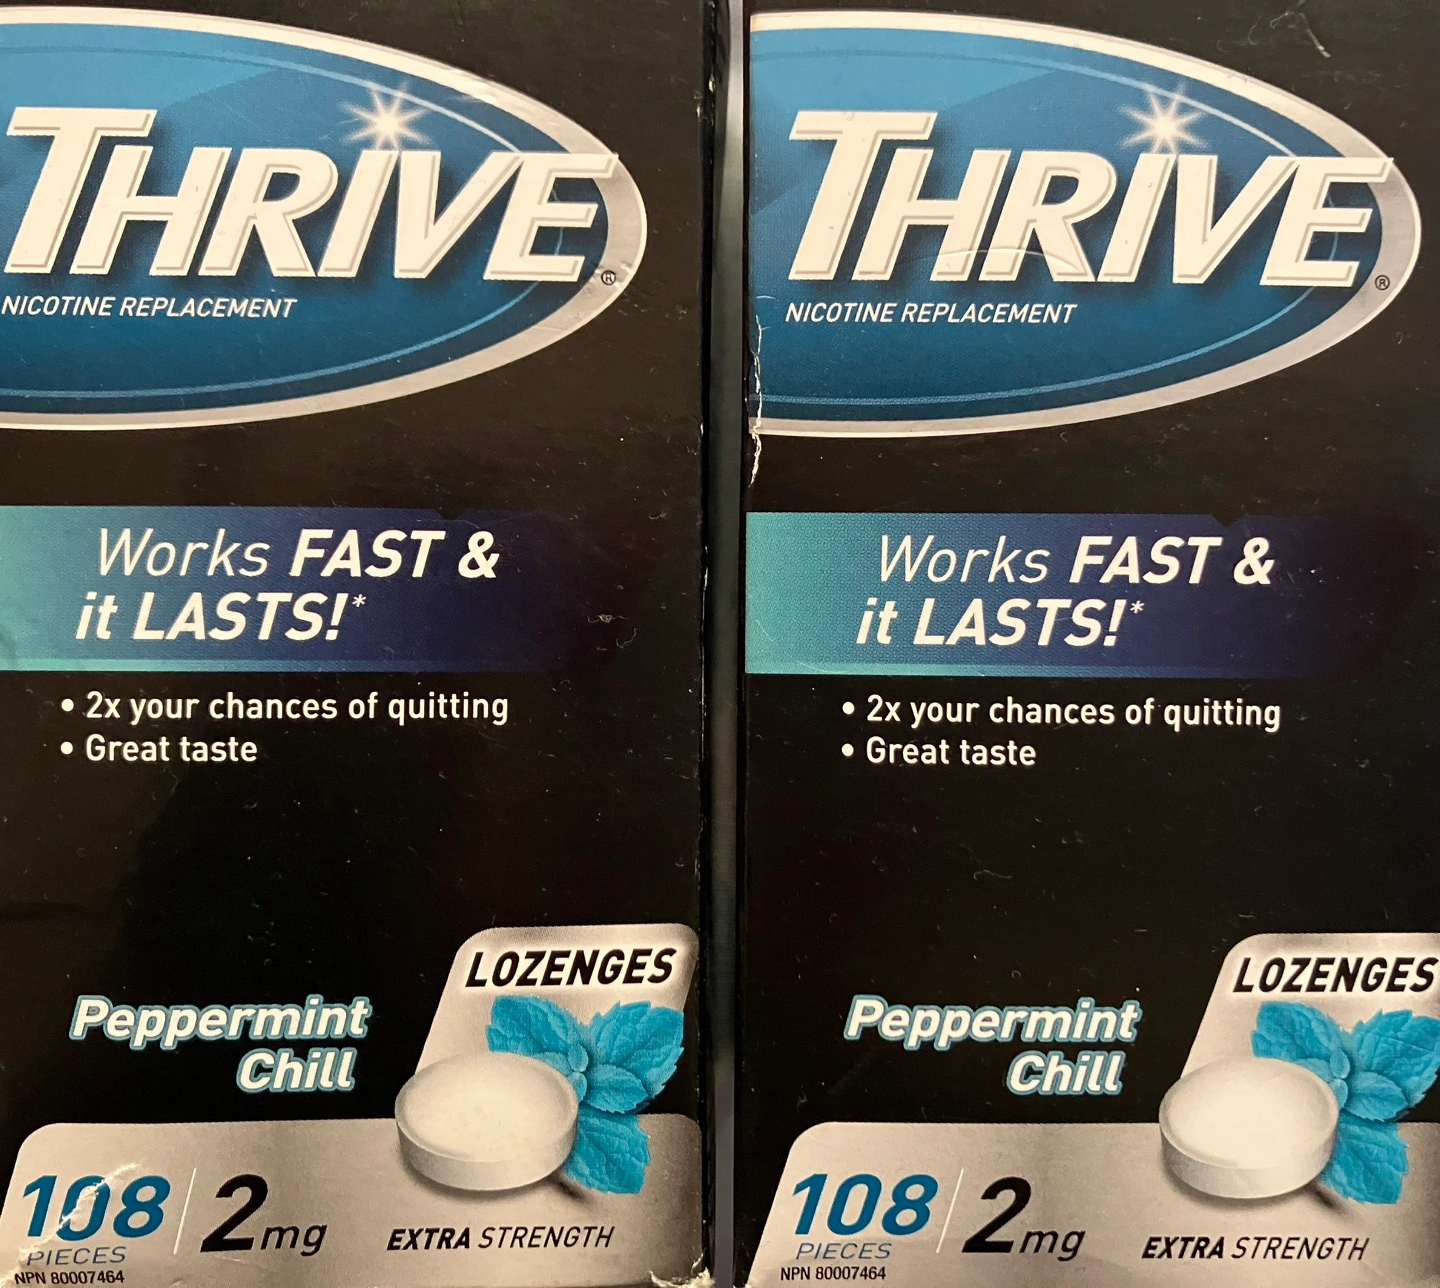 THRIVE®
NICOTINE REPLACEMENT
Works FAST &
it LASTS!*
• 2x your chances of quitting
• Great taste
LOZENGES
Peppermint
Chill
108
PIECES
2mg
EXTRA STRENGTH
NPN 80007464
THRIVE®
NICOTINE REPLACEMENT
Works FAST &
it LASTS!*
• 2x your chances of quitting
• Great taste
LOZENGES
Peppermint
Chill
108
PIECES
2mg
EXTRA STRENGTH
NPN 80007464